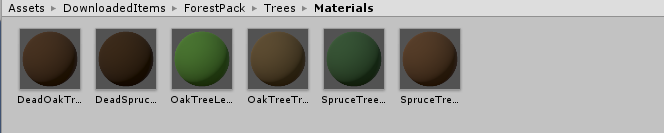 Assets ▸ DownloadedItems ▸ ForestPack ▸ Trees ▸ Materials
DeadOakTr... DeadSpruc... OakTreeLe... OakTreeTr... SpruceTree... SpruceTre...